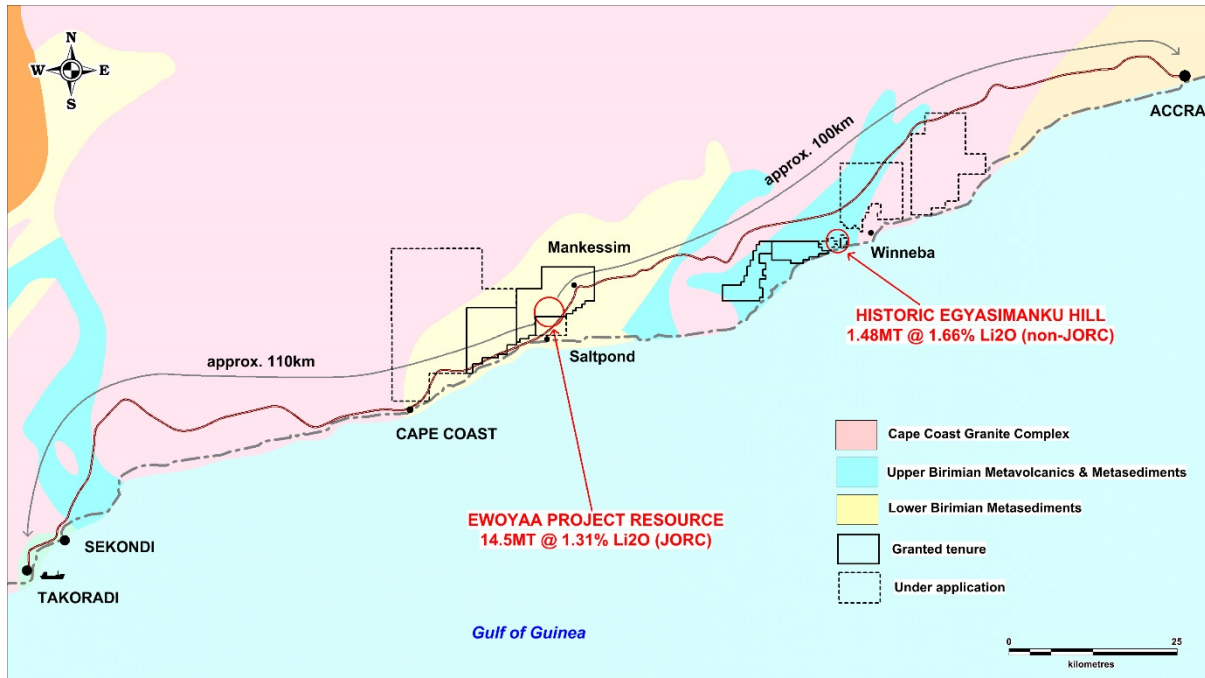 N
W
E
S
ACCRA
approx. 100km
Mankessim
Winneba
HISTORIC EGYASIMANKU HILL
1.48MT @ 1.66% Li2O (non-JORC)
Saltpond
approx. 110km
CAPE COAST
EWOYAA PROJECT RESOURCE
14.5MT @ 1.31% Li2O (JORC)
SEKONDI
TAKORADI
Gulf of Guinea
Cape Coast Granite Complex
Upper Birimian Metavolcanics & Metasediments
Lower Birimian Metasediments
Granted tenure
Under application
0
25
kilometres